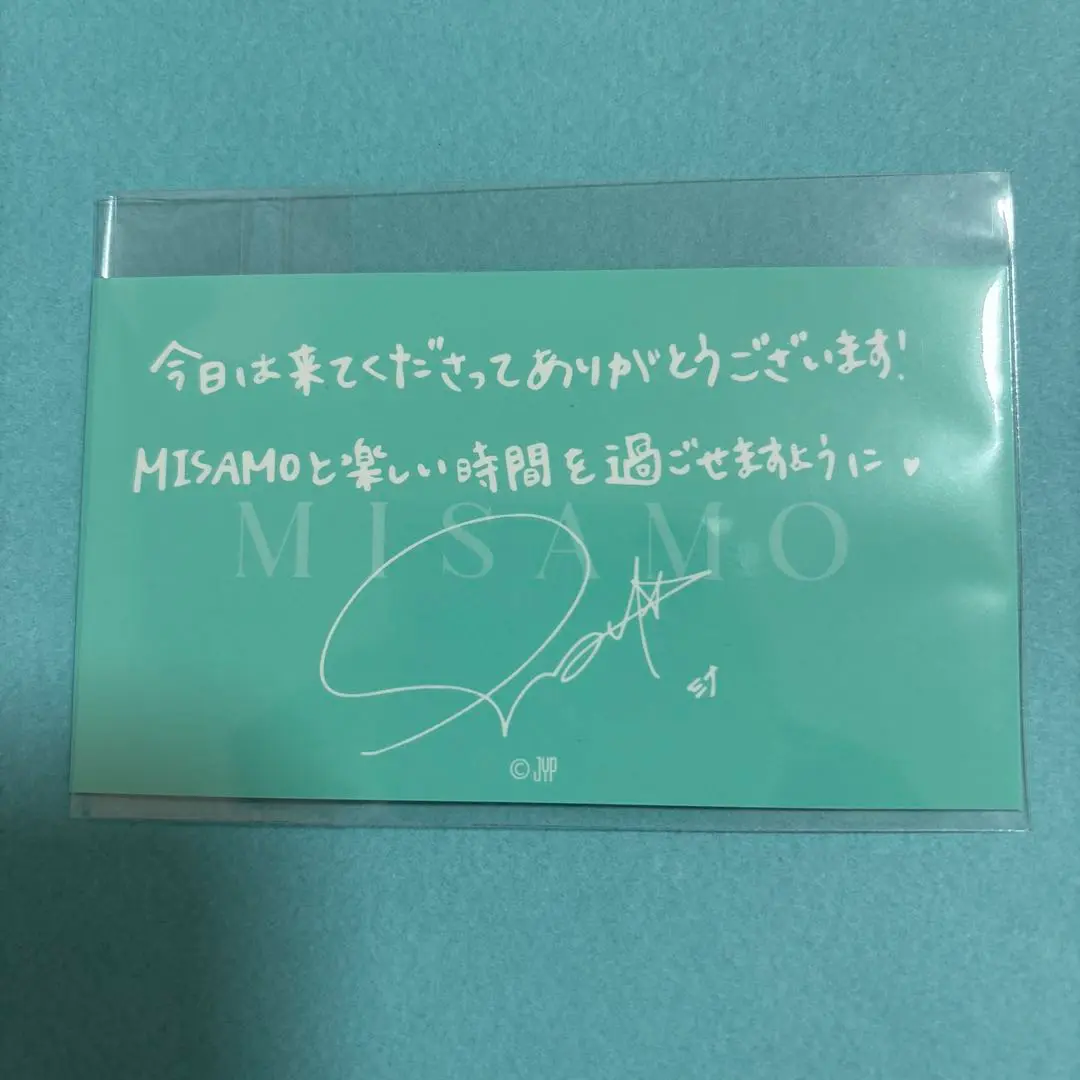 今日は来てくださってありがとうございます!
MISAMOと楽しい時間を過ごせますように♥
MISAMO
©JYP